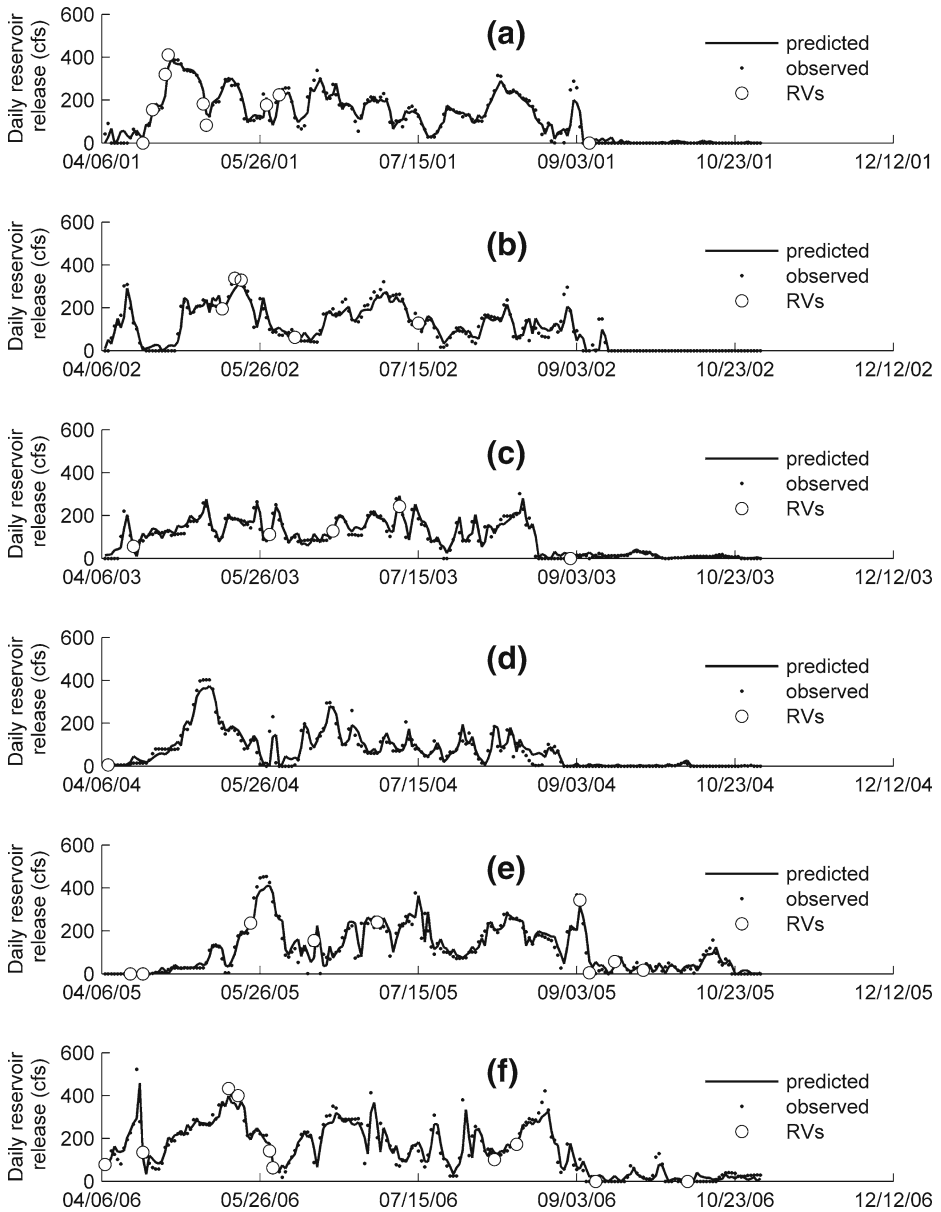 Daily reservoir
release (cfs)
600
400
200
0
(a)
predicted
observed
RVs
04/06/01 05/26/01 07/15/01 09/03/01 10/23/01 12/12/01
Daily reservoir
release (cfs)
600
400
200
0
(b)
predicted
observed
RVs
04/06/02 05/26/02 07/15/02 09/03/02 10/23/02 12/12/02
Daily reservoir
release (cfs)
600
400
200
0
(c)
predicted
observed
RVs
04/06/03 05/26/03 07/15/03 09/03/03 10/23/03 12/12/03
Daily reservoir
release (cfs)
600
400
200
0
(d)
predicted
observed
RVs
04/06/04 05/26/04 07/15/04 09/03/04 10/23/04 12/12/04
Daily reservoir
release (cfs)
600
400
200
0
(e)
predicted
observed
RVs
04/06/05 05/26/05 07/15/05 09/03/05 10/23/05 12/12/05
Daily reservoir
release (cfs)
600
400
200
0
(f)
predicted
observed
RVs
04/06/06 05/26/06 07/15/06 09/03/06 10/23/06 12/12/06